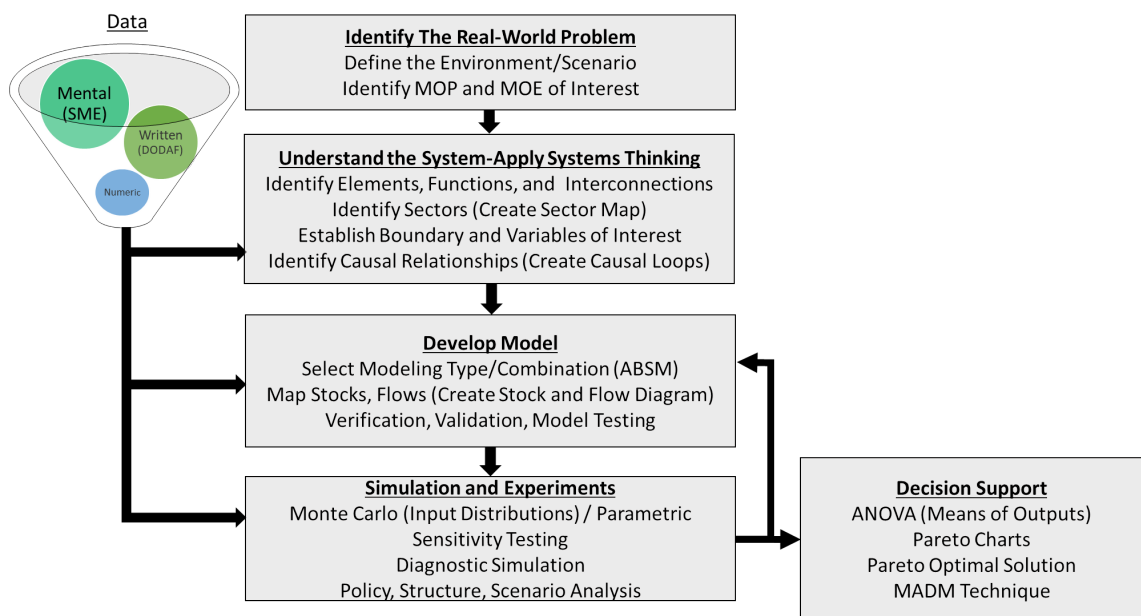 Data
Mental
(SME)
Written
(DODAF)
Numeric
Identify The Real-World Problem
Define the Environment/Scenario
Identify MOP and MOE of Interest
Understand the System-Apply Systems Thinking
Identify Elements, Functions, and Interconnections
Identify Sectors (Create Sector Map)
Establish Boundary and Variables of Interest
Identify Causal Relationships (Create Causal Loops)
Develop Model
Select Modeling Type/Combination (ABSM)
Map Stocks, Flows (Create Stock and Flow Diagram)
Verification, Validation, Model Testing
Simulation and Experiments
Monte Carlo (Input Distributions) / Parametric
Sensitivity Testing
Diagnostic Simulation
Policy, Structure, Scenario Analysis
Decision Support
ANOVA (Means of Outputs)
Pareto Charts
Pareto Optimal Solution
MADM Technique